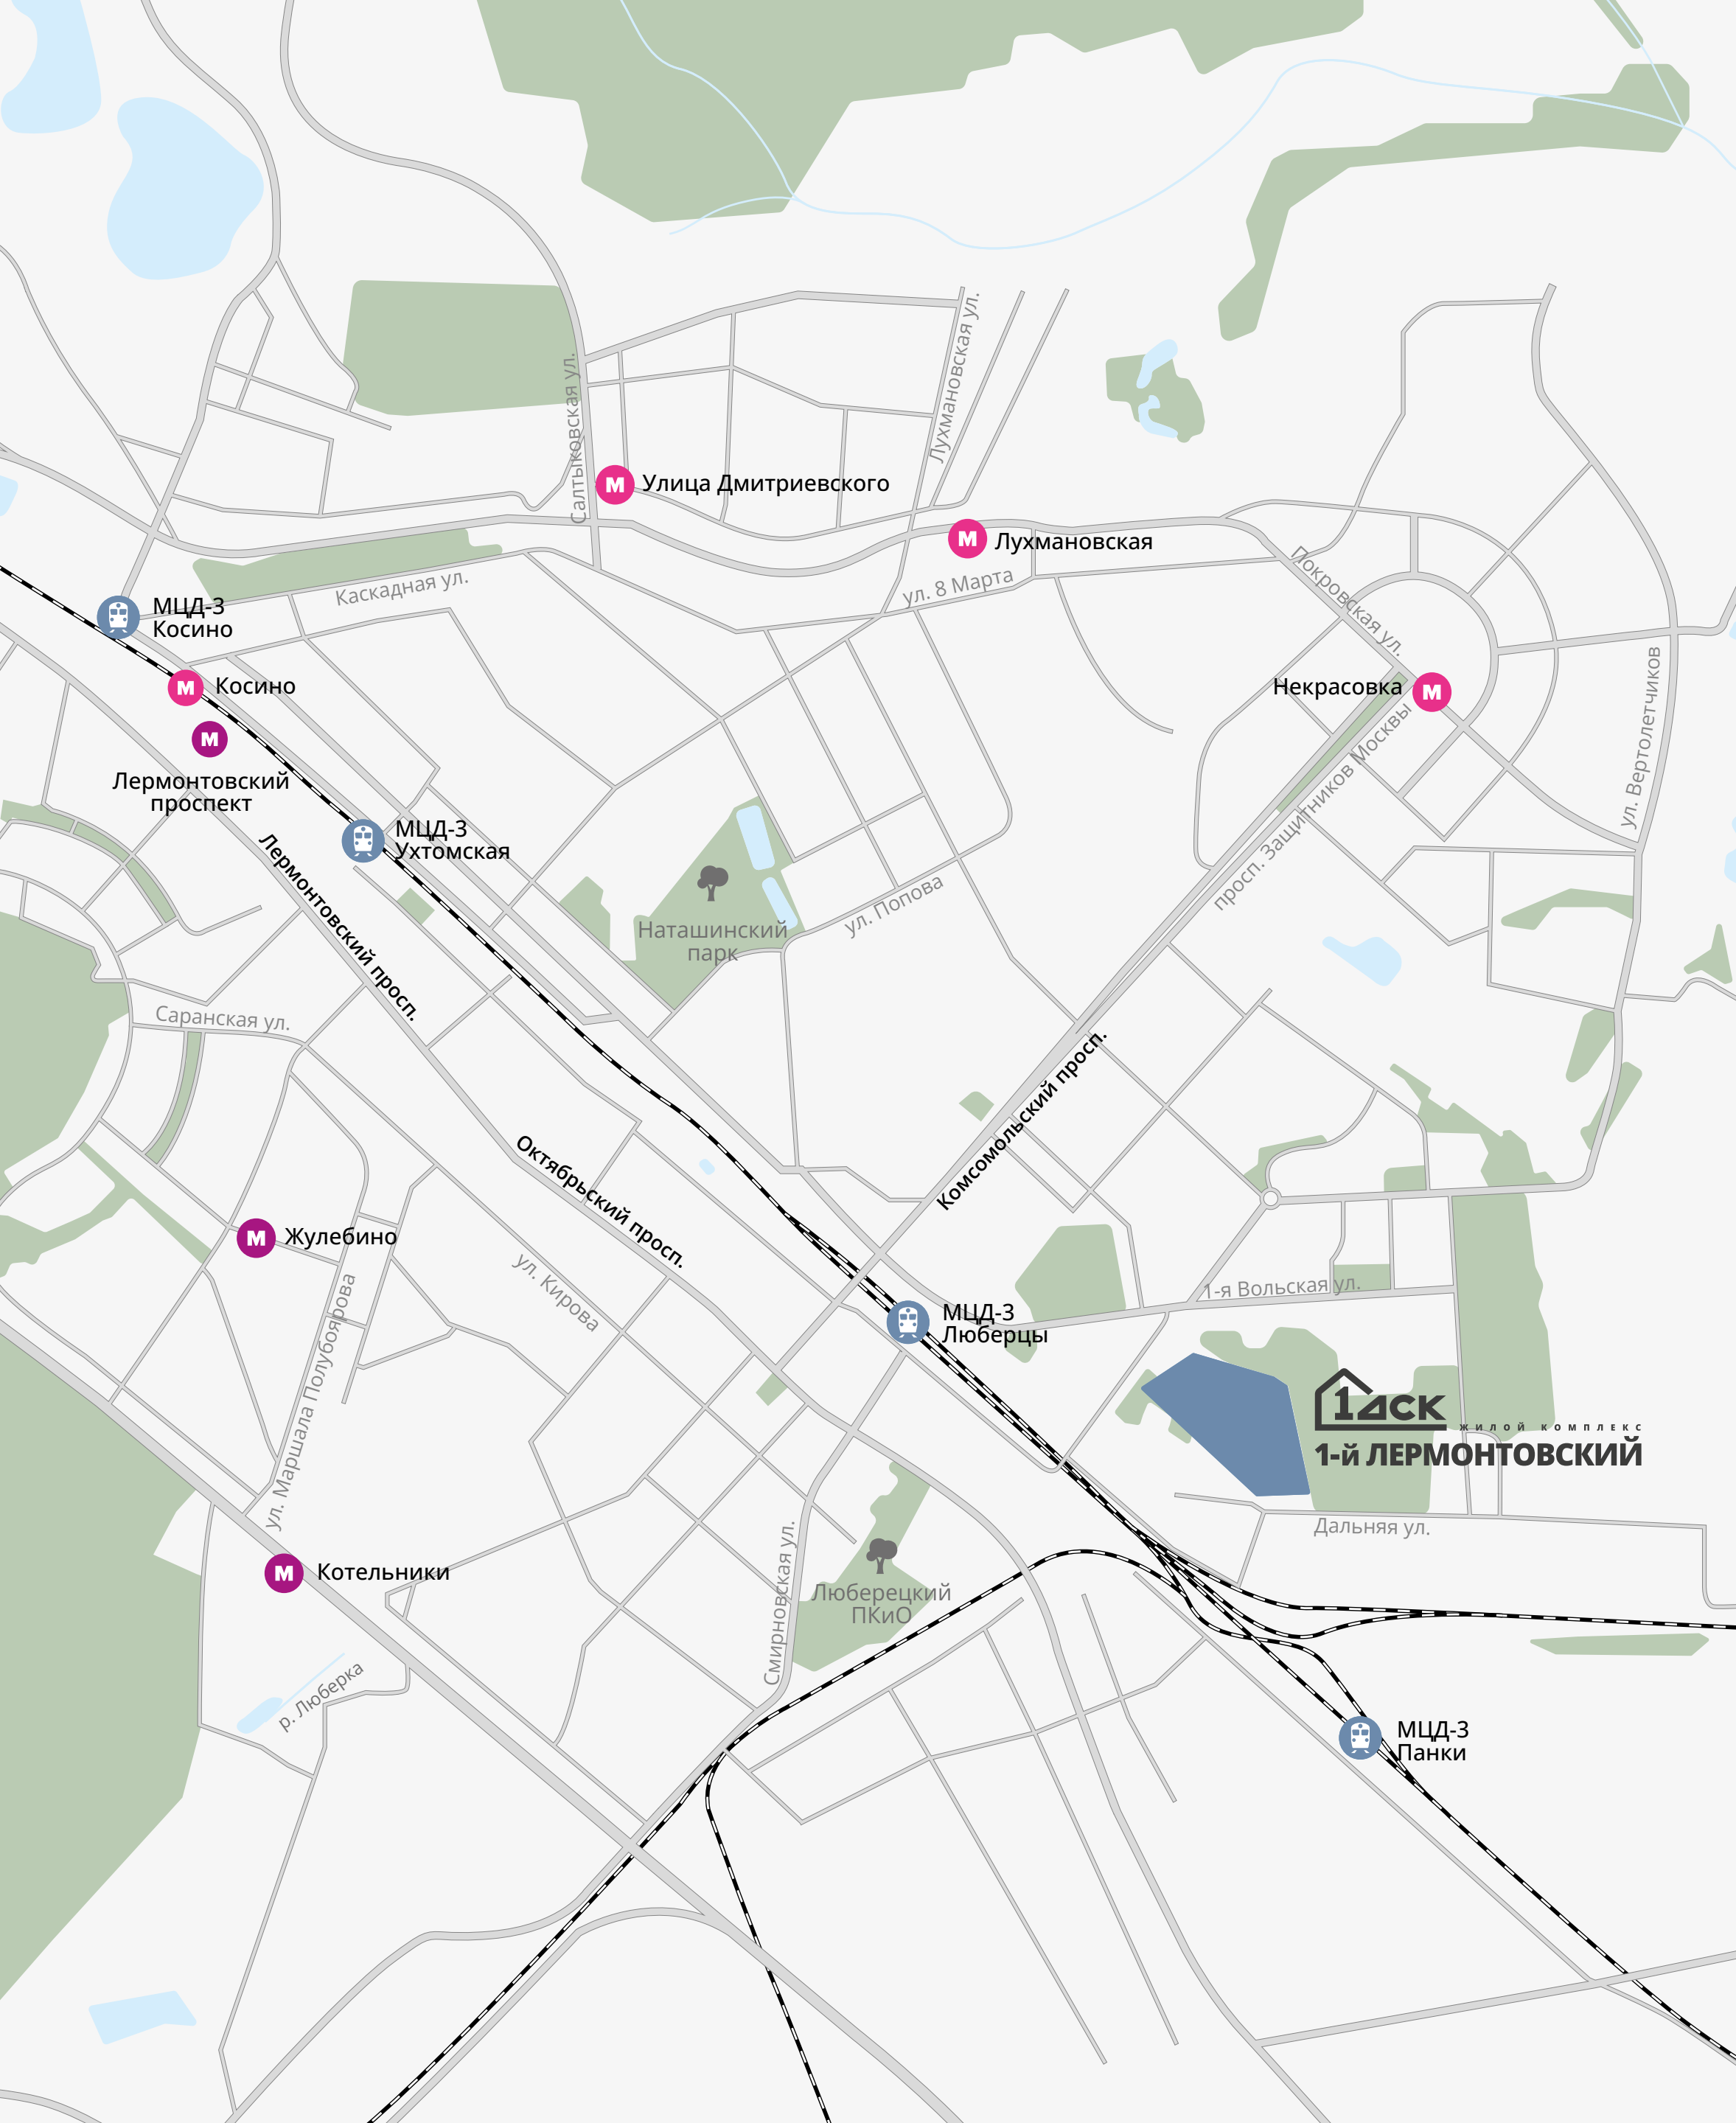 Лухмановская ул.
Салтыковская ул.
М
Улица Дмитриевского
М
Лухмановская
Покровская ул.
ул. 8 Марта
Каскадная ул.
МЦД-3
Косино
М
Косино
М
Лермонтовский
проспект
Некрасовка
М
ул. Вертолетчиков
просп. Защитников Москвы
МЦД-3
Ухтомская
Лермонтовский просп.
Наташинский
парк
ул. Попова
Саранская ул.
Комсомольский просп.
Октябрьский просп.
М
Жулебино
ул. Кирова
ул. Маршала Полубоярова
1-я Вольская ул.
МЦД-3
Люберцы
1ДСК
ЖИЛОЙ КОМПЛЕКС
1-й ЛЕРМОНТОВСКИЙ
Дальняя ул.
М
Котельники
Смирновская ул.
Люберецкий
ПКиО
р. Люберка
МЦД-3
Панки